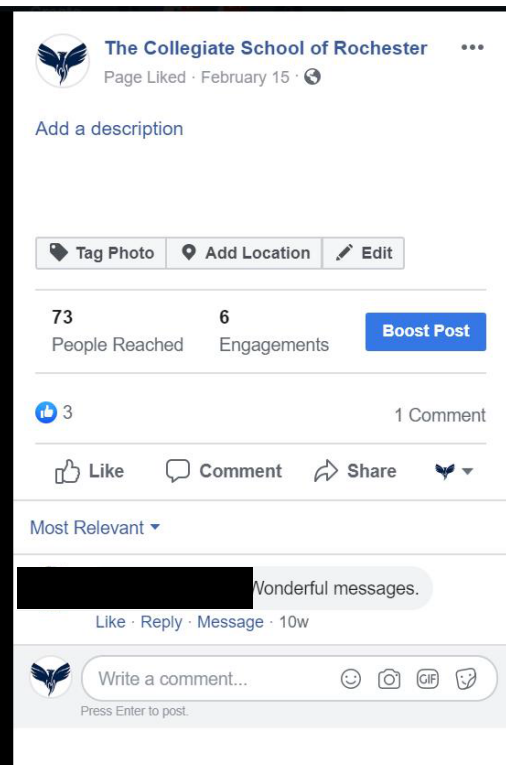 The Collegiate School of Rochester
Page Liked · February 15 ·
Add a description
Tag Photo Add Location Edit
73 6
People Reached Engagements Boost Post
3 1 Comment
Like Comment Share
Most Relevant
Wonderful messages.
Like · Reply · Message · 10w
Write a comment... GIF
Press Enter to post.